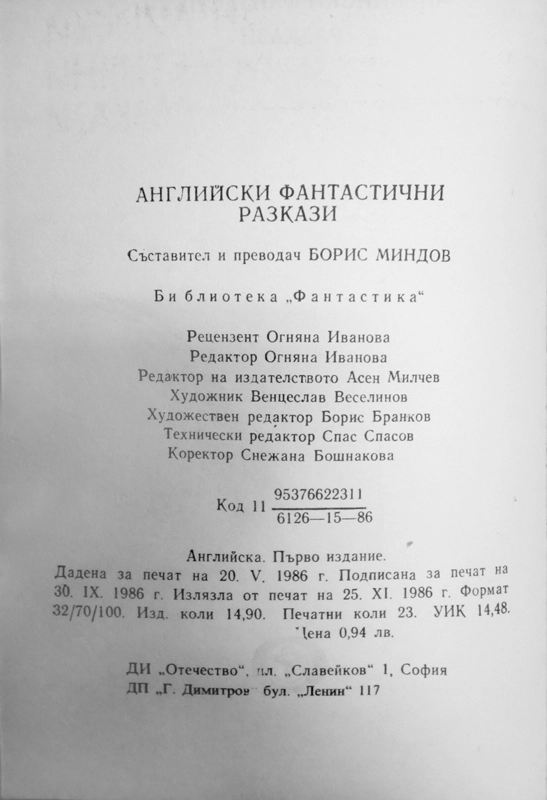 АНГЛИЙСКИ ФАНТАСТИЧНИ
РАЗКАЗИ
Съставител и преводач БОРИС МИНДОВ
Библиотека „Фантастика“
Рецензент Огняна Иванова
Редактор Огняна Иванова
Редактор на издателството Асен Милчев
Художник Венцеслав Веселинов
Художествен редактор Борис Бранков
Технически редактор Спас Спасов
Коректор Снежана Бошнакова
95376622311
Код 11
6126—15—86
Английска. Първо издание.
Дадена за печат на 20. V. 1986 г. Подписана за печат на
30. IX. 1986 г. Излязла от печат на 25. XI. 1986 г. Формат
32/70/100. Изд. коли 14,90. Печатни коли 23. УИК 14,48.
Цена 0,94 лв.
ДИ „Отечество“, пл. „Славейков“ 1, София
ДП „Г. Димитров бул. „Ленин“ 117